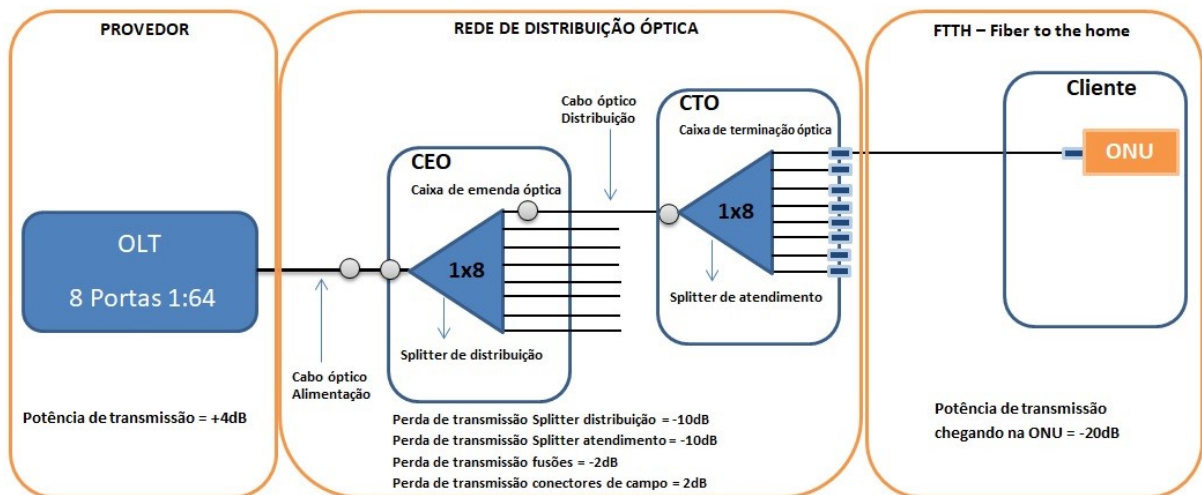 PROVEDOR
OLT
8 Portas 1:64
Potência de transmissão = +4dB
REDE DE DISTRIBUIÇÃO ÓPTICA
Cabo óptico
Alimentação
CEO
Caixa de emenda óptica
1x8
Splitter de distribuição
Cabo óptico
Distribuição
CTO
Caixa de terminação óptica
1x8
Splitter de atendimento
Perda de transmissão Splitter distribuição = -10dB
Perda de transmissão Splitter atendimento = -10dB
Perda de transmissão fusões = -2dB
Perda de transmissão conectores de campo = 2dB
FTTH – Fiber to the home
Cliente
ONU
Potência de transmissão
chegando na ONU = -20dB